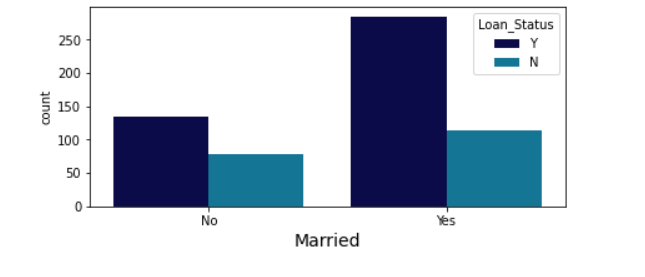 Loan_Status
Y
N
250
200
150
100
50
0
count
No Yes
Married